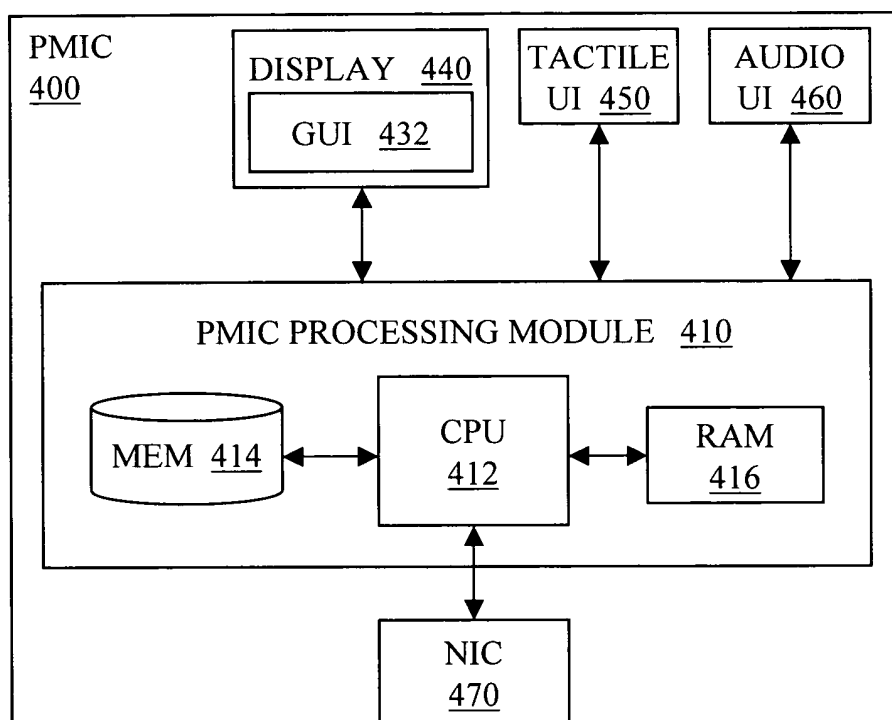 PMIC
400
DISPLAY 440
GUI 432
TACTILE
UI 450
AUDIO
UI 460
PMIC PROCESSING MODULE 410
MEM 414
CPU
412
RAM
416
NIC
470